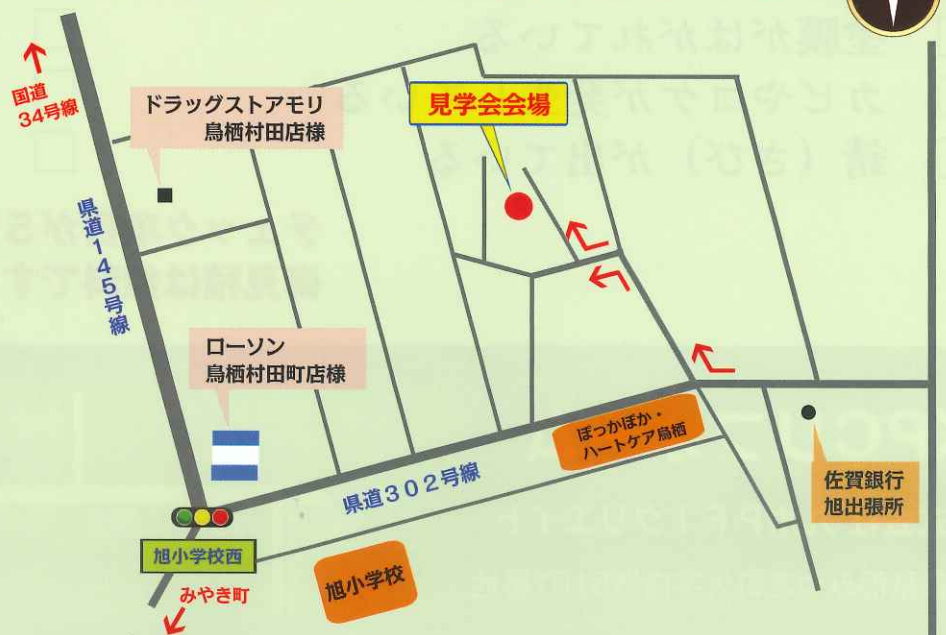 国道
34号線
ドラッグストアモリ
鳥栖村田店様
見学会会場
県道145号線
ローソン
鳥栖村田町店様
ぽっかぽか・
ハートケア鳥栖
県道302号線
佐賀銀行
旭出張所
旭小学校西
旭小学校
みやき町